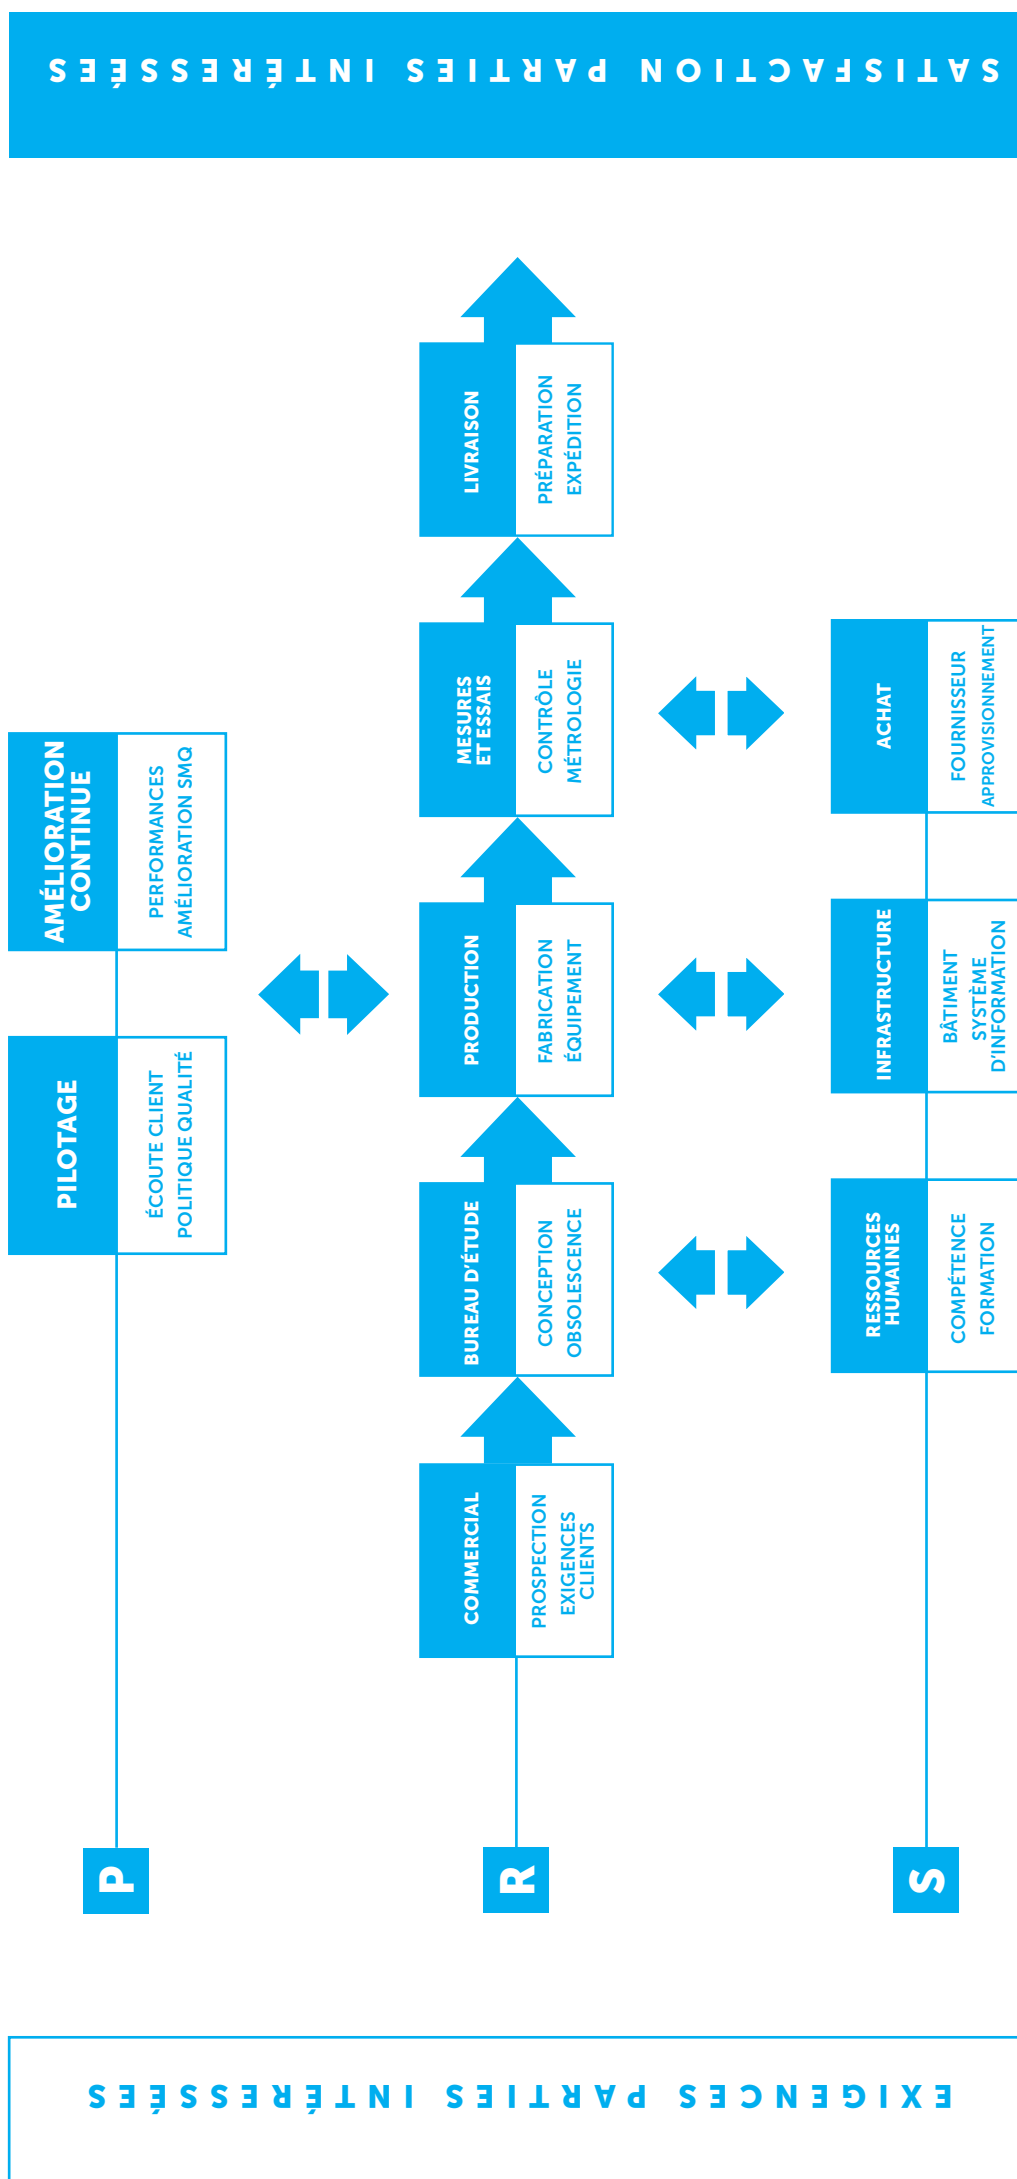 EXIGENCES PARTIES INTÉRESSÉES
P
PILOTAGE
ÉCOUTE CLIENT
POLITIQUE QUALITÉ
AMÉLIORATION
CONTINUE
PERFORMANCES
AMÉLIORATION SMQ
R
COMMERCIAL
PROSPECTION
EXIGENCES
CLIENTS
BUREAU D'ÉTUDE
CONCEPTION
OBSOLESCENCE
PRODUCTION
FABRICATION
ÉQUIPEMENT
MESURES
ET ESSAIS
CONTRÔLE
MÉTROLOGIE
LIVRAISON
PRÉPARATION
EXPÉDITION
S
RESSOURCES
HUMAINES
COMPÉTENCE
FORMATION
INFRASTRUCTURE
BÂTIMENT
SYSTÈME
D'INFORMATION
ACHAT
FOURNISSEUR
APPROVISIONNEMENT
SATISFACTION PARTIES INTÉRESSÉES